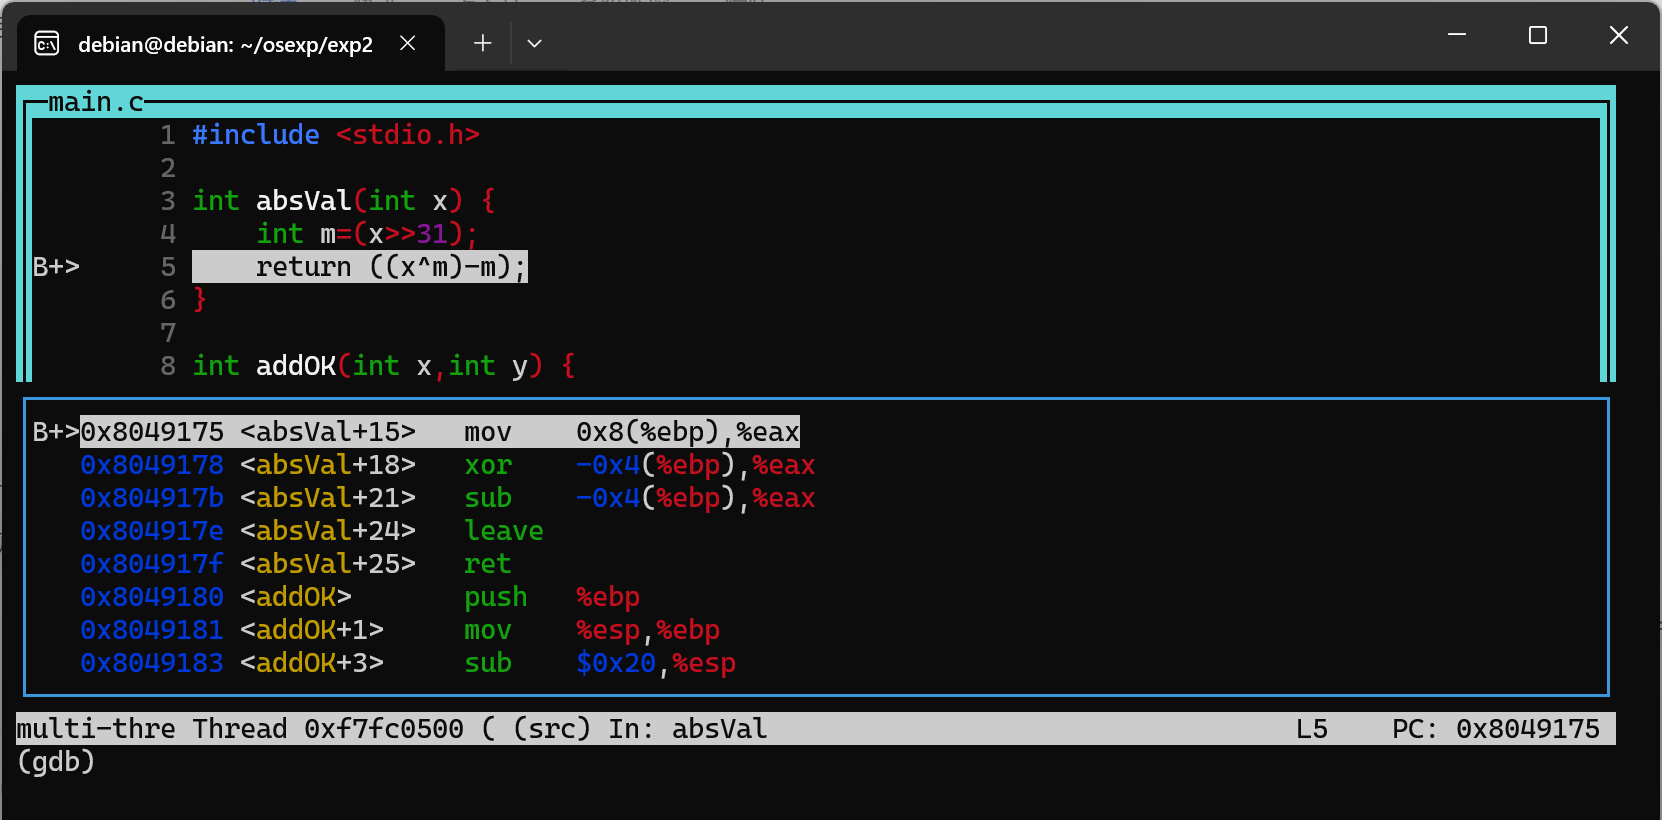 debian@debian: ~/osexp/exp2
main.c
1 #include <stdio.h>
2
3 int absVal(int x) {
4     int m=(x>>31);
B+> 5     return ((x^m)-m);
6 }
7
8 int addOK(int x,int y) {
B+>0x8049175 <absVal+15>   mov    0x8(%ebp),%eax
0x8049178 <absVal+18>   xor    -0x4(%ebp),%eax
0x804917b <absVal+21>   sub    -0x4(%ebp),%eax
0x804917e <absVal+24>   leave
0x804917f <absVal+25>   ret
0x8049180 <addOK>       push   %ebp
0x8049181 <addOK+1>     mov    %esp,%ebp
0x8049183 <addOK+3>     sub    $0x20,%esp
multi-thre Thread 0xf7fc0500 ( (src) In: absVal    L5    PC: 0x8049175
(gdb)